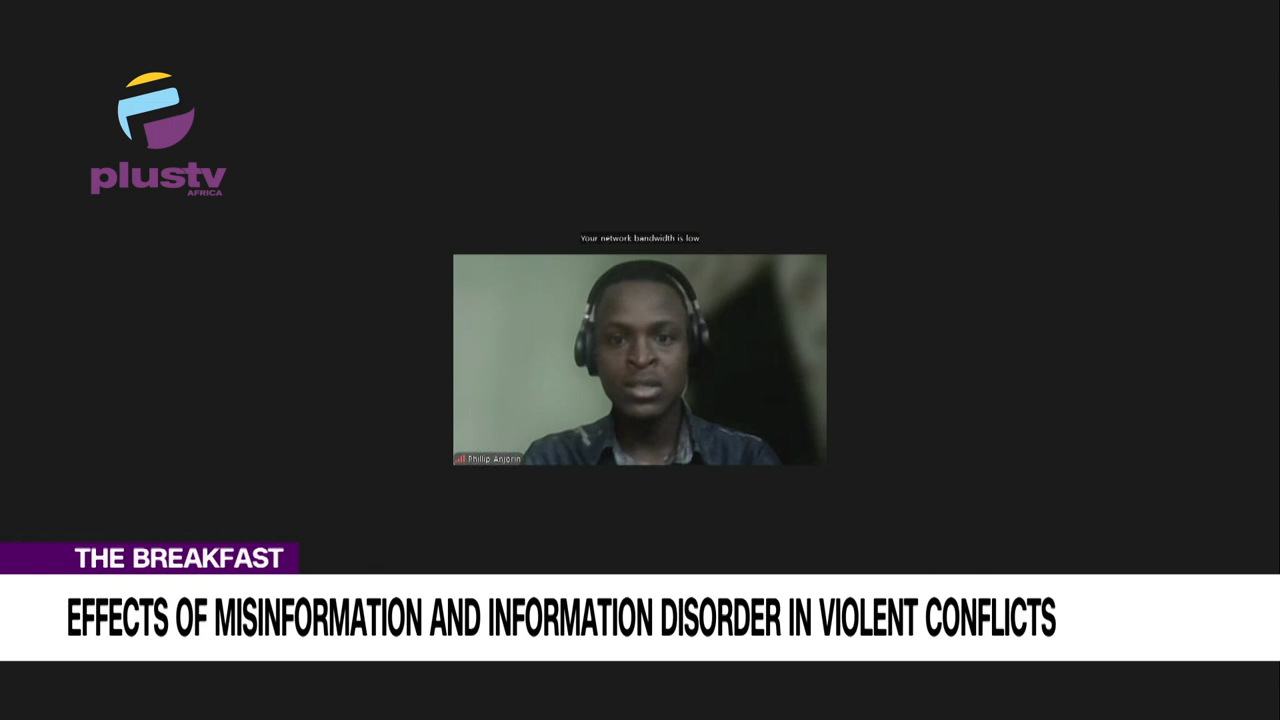 plustv
AFRICA
Your network bandwidth is low
Phillip Anjorin
THE BREAKFAST
EFFECTS OF MISINFORMATION AND INFORMATION DISORDER IN VIOLENT CONFLICTS